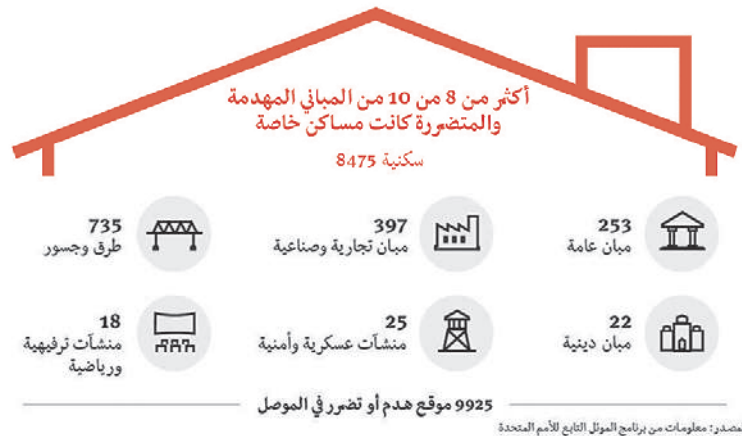 أكثر من 8 من 10 من المباني المهدمة
والمتضررة كانت مساكن خاصة
سكنية 8475
253
مبان عامة
397
مبان تجارية وصناعية
735
طرق وجسور
22
مبان دينية
25
منشآت عسكرية وأمنية
18
منشآت ترفيهية
ورياضية
9925 موقع هدم أو تضرر في الموصل
مصدر: معلومات من برنامج الموئل التابع للأمم المتحدة